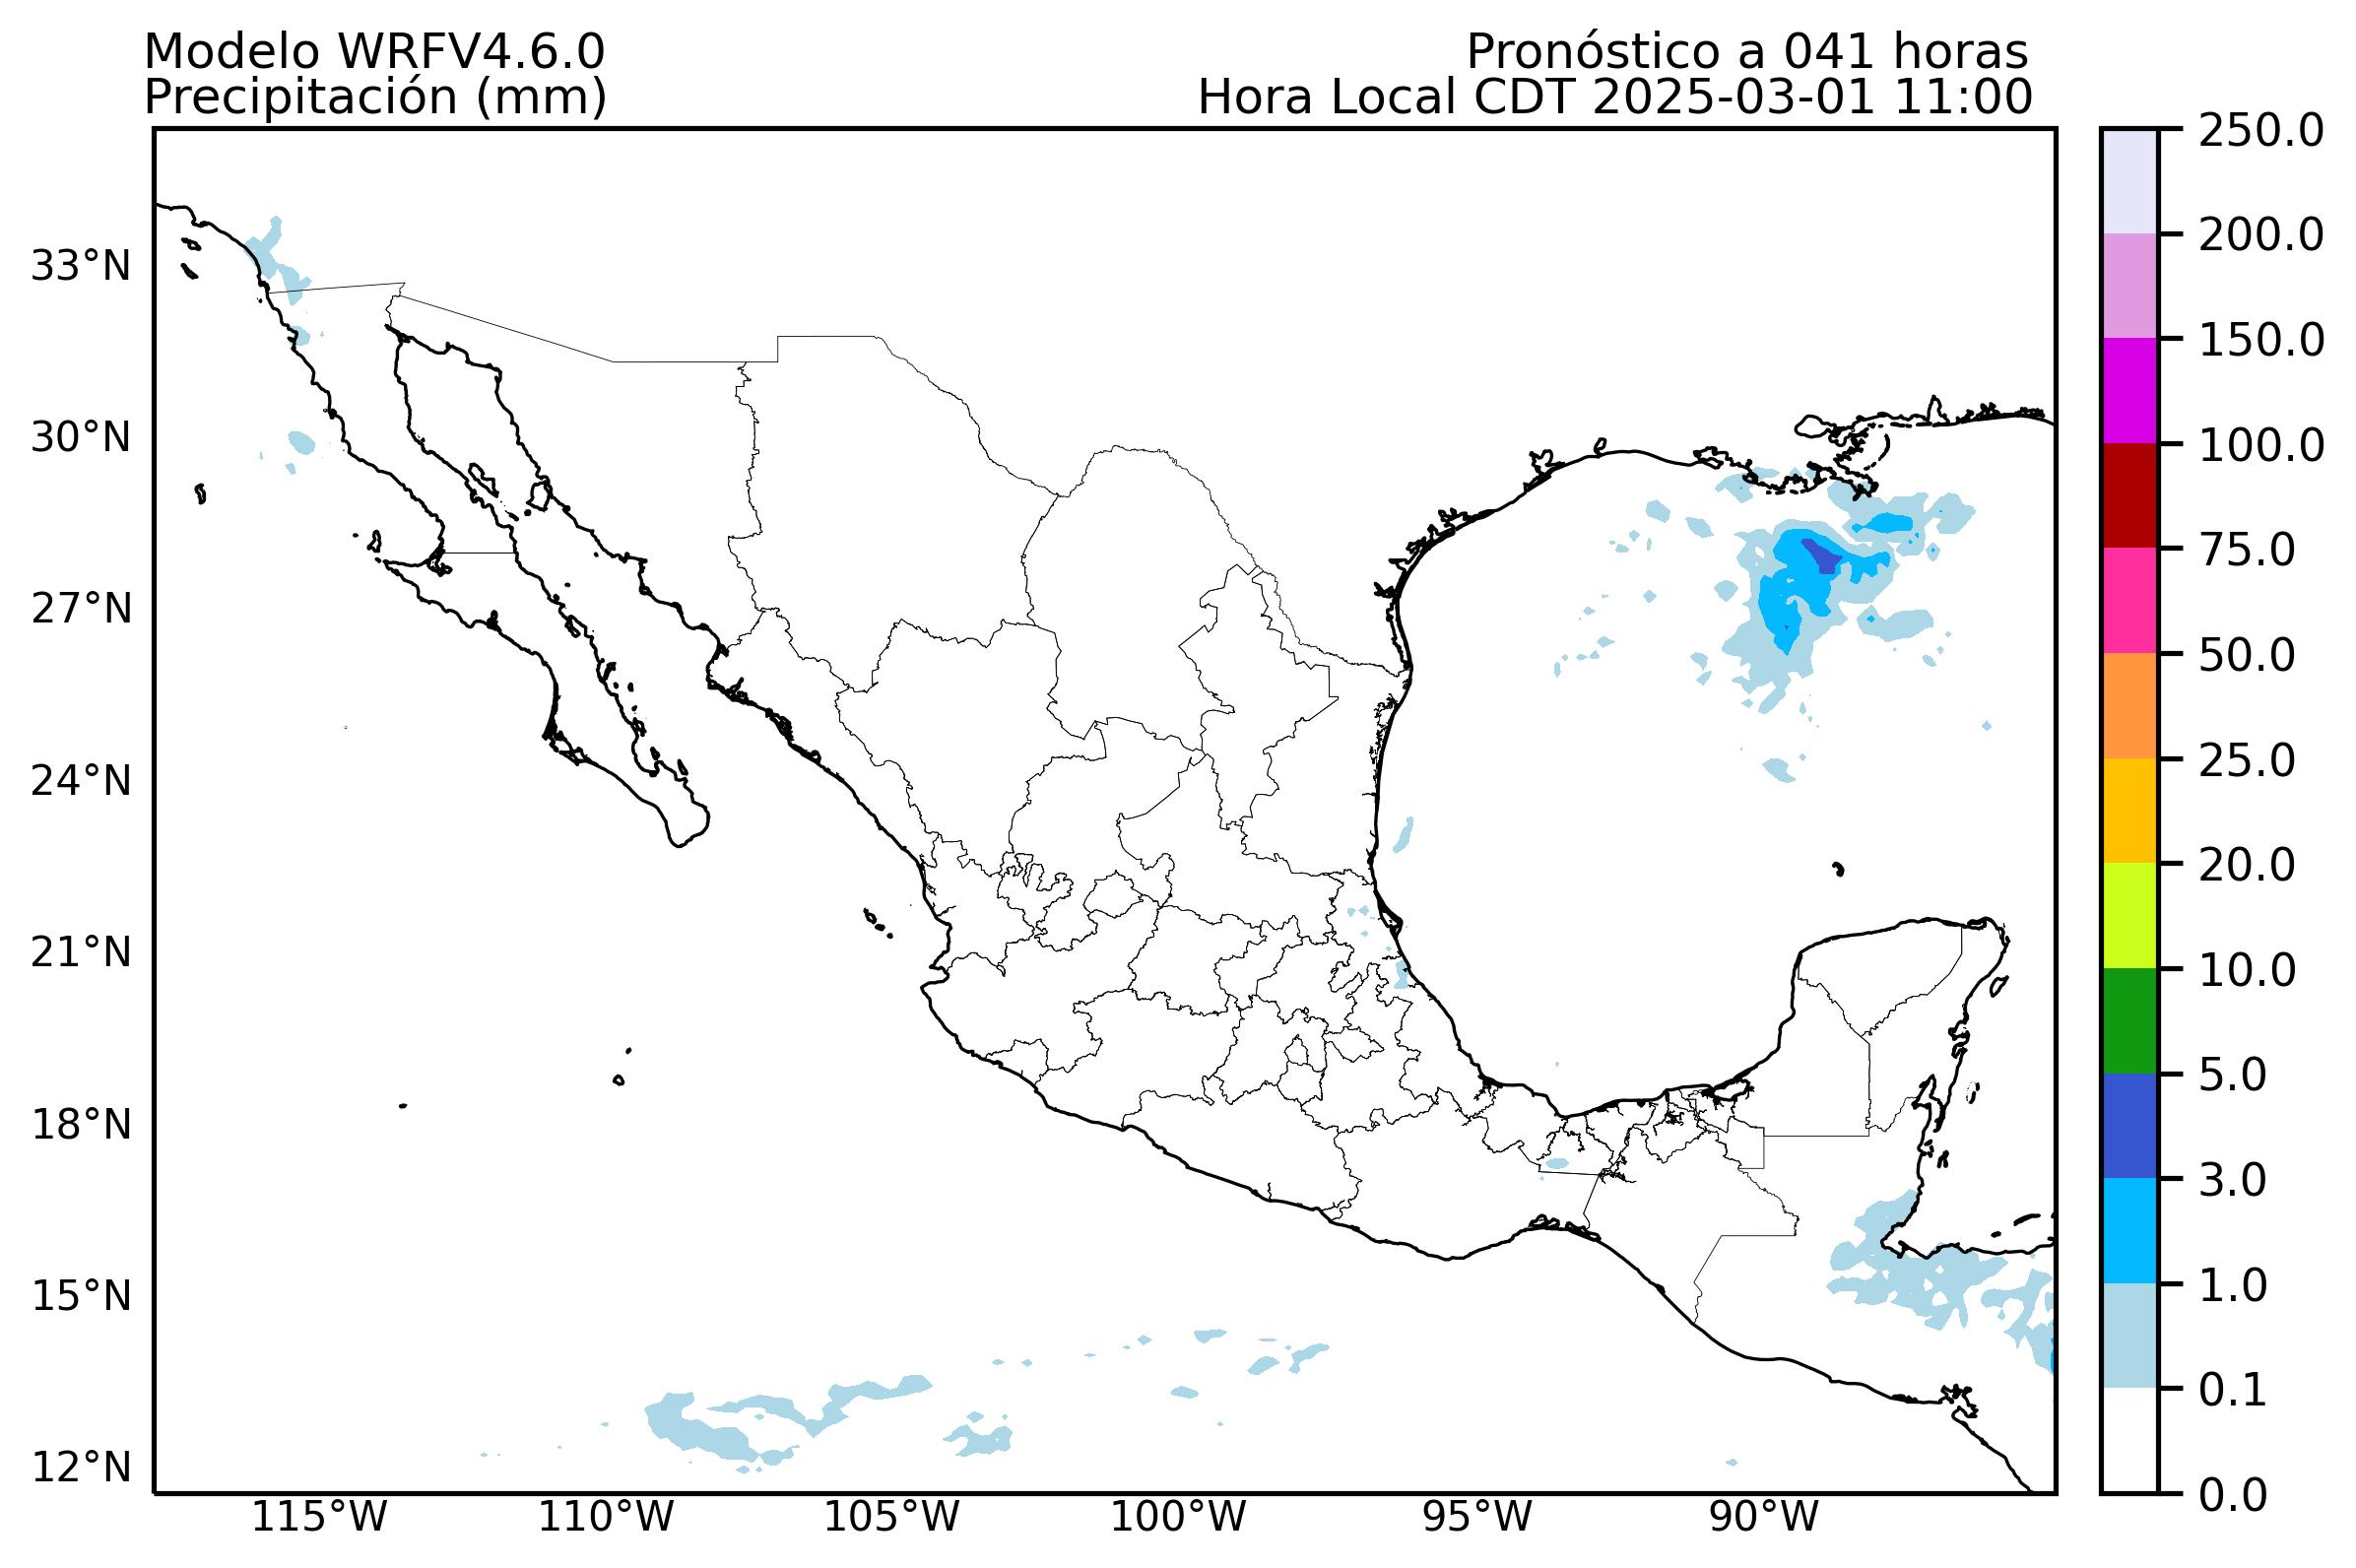 Modelo WRFV4.6.0
Pronóstico a 041 horas
Precipitación (mm)
Hora Local CDT 2025-03-01 11:00
33°N
30°N
27°N
24°N
21°N
18°N
15°N
12°N
115°W
110°W
105°W
100°W
95°W
90°W
250.0
200.0
150.0
100.0
75.0
50.0
25.0
20.0
10.0
5.0
3.0
1.0
0.1
0.0